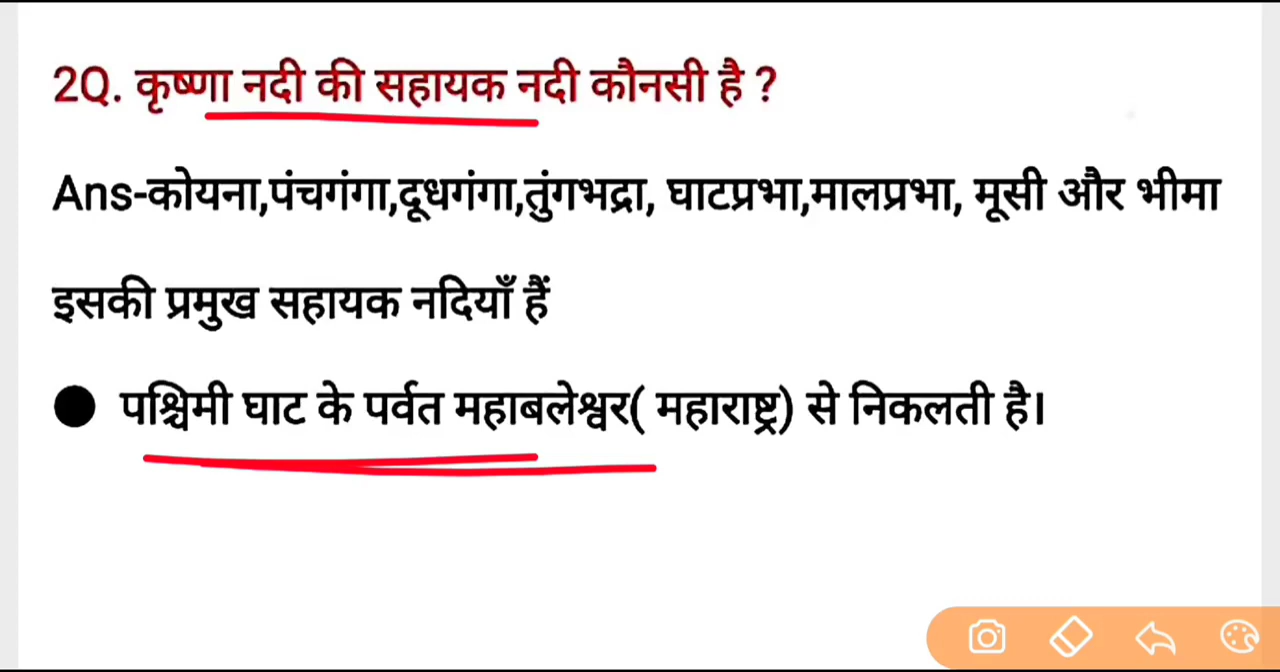 2Q. कृष्णा नदी की सहायक नदी कौनसी है ?
Ans-कोयना,पंचगंगा,दूधगंगा,तुंगभद्रा, घाटप्रभा,मालप्रभा, मूसी और भीमा
इसकी प्रमुख सहायक नदियाँ हैं
● पश्चिमी घाट के पर्वत महाबलेश्वर( महाराष्ट्र) से निकलती है।